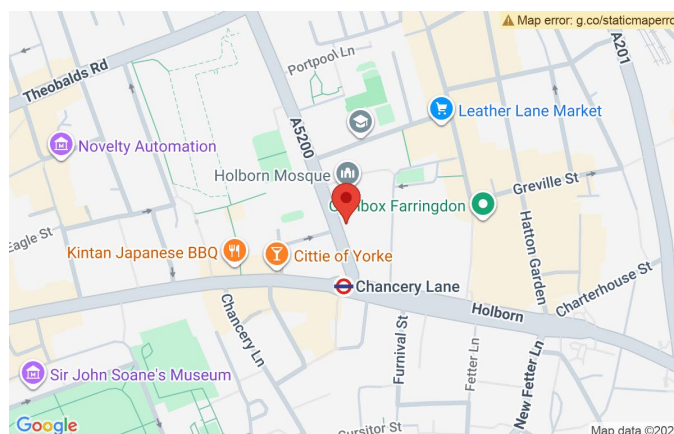 Map error: g.co/staticmaperro
Theobalds Rd
Portpool Ln
A201
A5200
Leather Lane Market
Novelty Automation
Holborn Mosque
Greville St
Farringdon
Hatton Garden
Eagle St
Kintan Japanese BBQ
Cittie of Yorke
Charterhouse St
Chancery Lane
Holborn
Chancery Ln
Furnival St
Fetter Ln
New Fetter Ln
Sir John Soane's Museum
Cursitor St
Google
Map data ©202